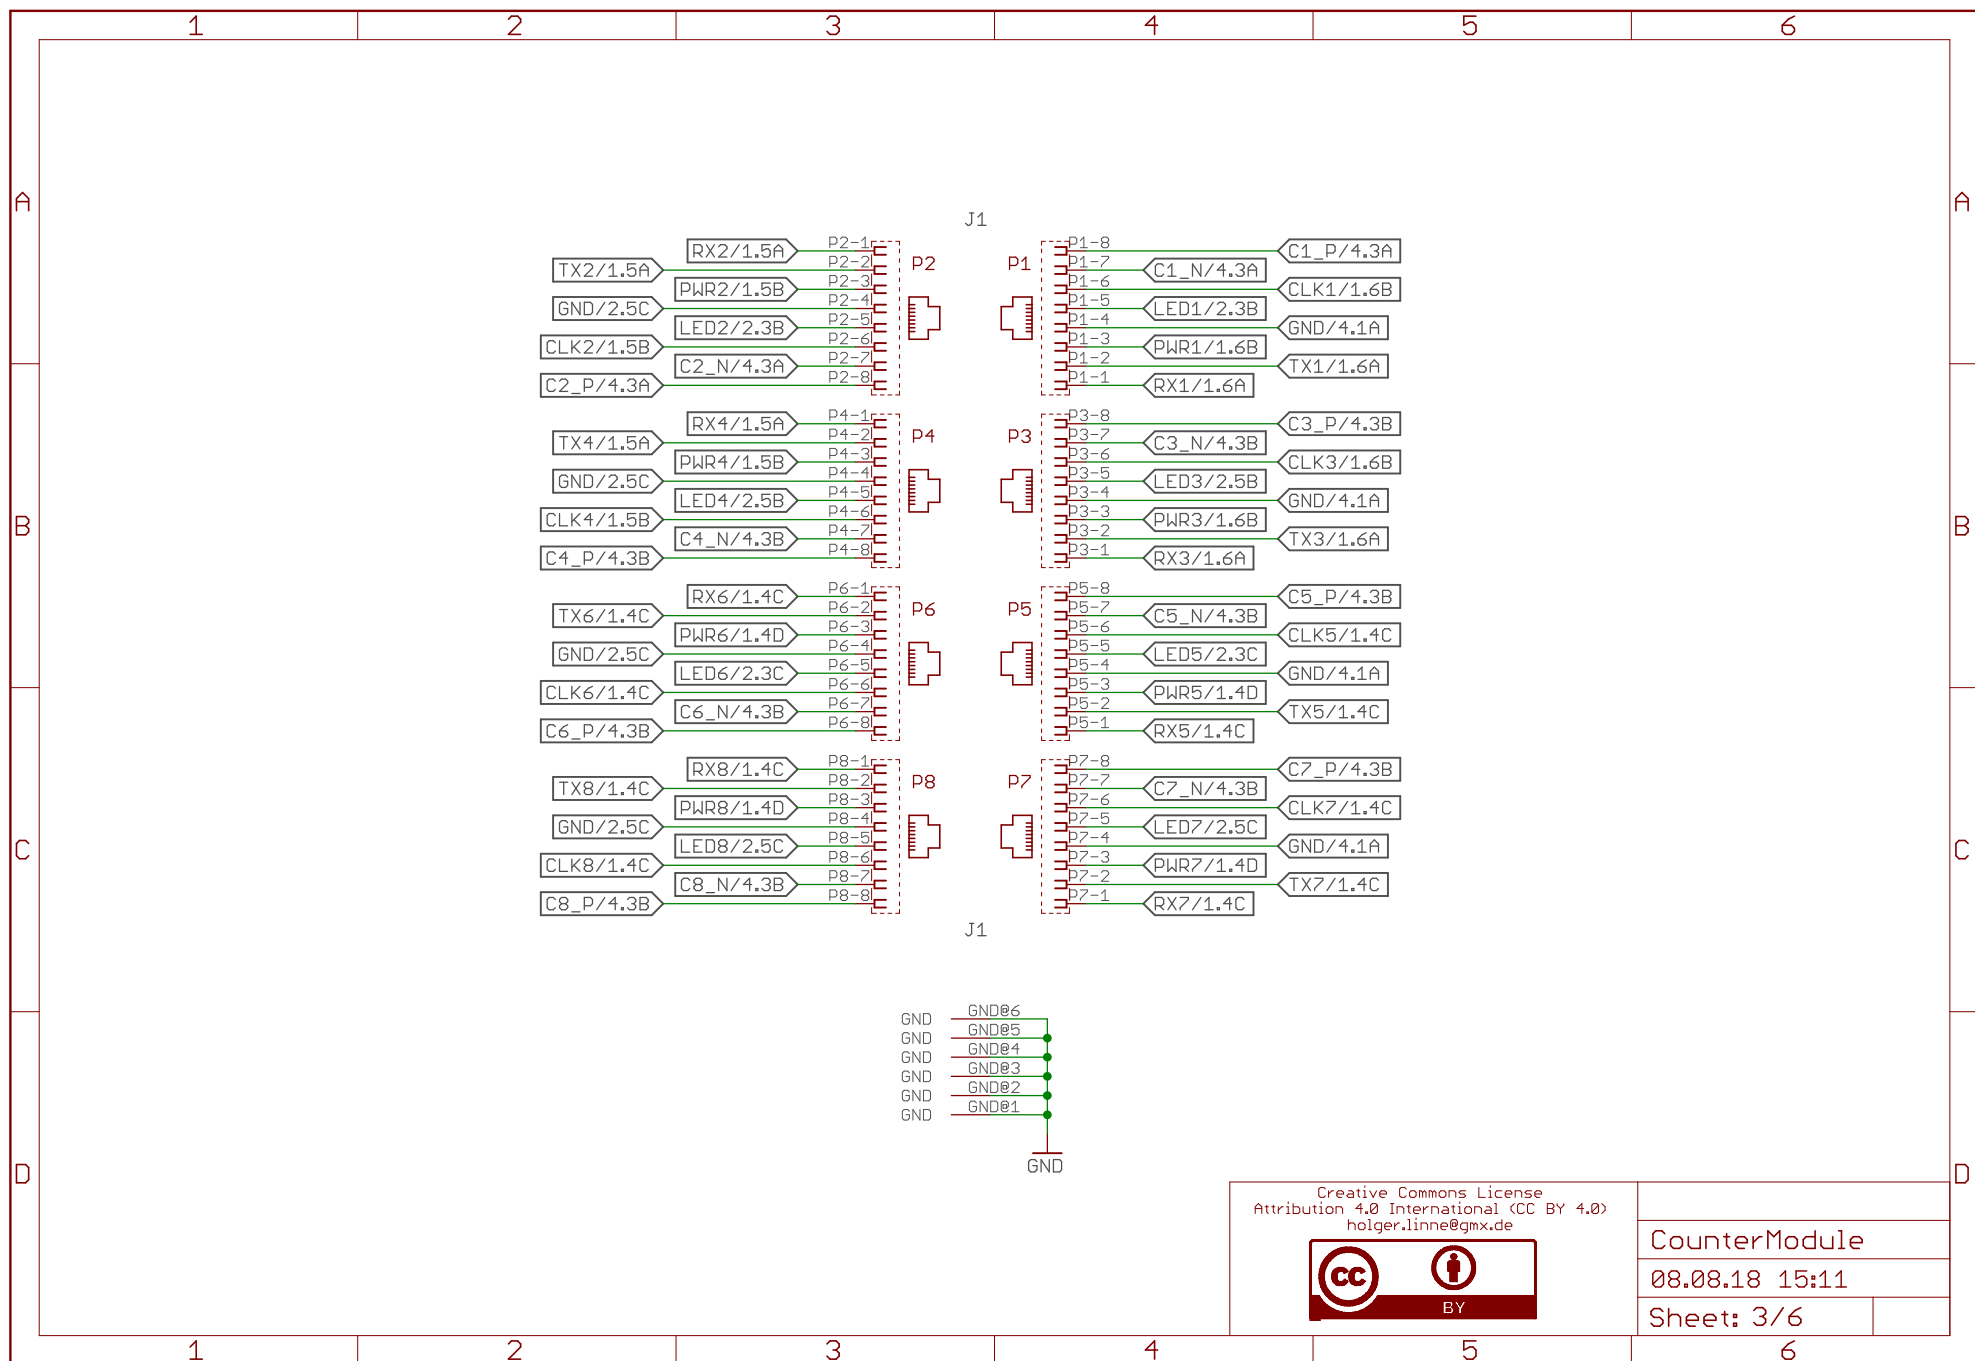 1 2 3 4 5 6
A A
J1
RX2/1.5A P2-1 P1-8 C1_P/4.3A
TX2/1.5A P2-2 P2 P1 P1-7 C1_N/4.3A
PWR2/1.5B P2-3 P1-6 CLK1/1.6B
GND/2.5C P2-4 P1-5 LED1/2.3B
LED2/2.3B P2-5 P1-4 GND/4.1A
CLK2/1.5B P2-6 P1-3 PWR1/1.6B
C2_N/4.3A P2-7 P1-2 TX1/1.6A
C2_P/4.3A P2-8 P1-1 RX1/1.6A
RX4/1.5A P4-1 P3-8 C3_P/4.3B
TX4/1.5A P4-2 P4 P3 P3-7 C3_N/4.3B
PWR4/1.5B P4-3 P3-6 CLK3/1.6B
GND/2.5C P4-4 P3-5 LED3/2.5B
LED4/2.5B P4-5 P3-4 GND/4.1A
CLK4/1.5B P4-6 P3-3 PWR3/1.6B
B B
C4_N/4.3B P4-7 P3-2 TX3/1.6A
C4_P/4.3B P4-8 P3-1 RX3/1.6A
RX6/1.4C P6-1 P5-8 C5_P/4.3B
TX6/1.4C P6-2 P6 P5 P5-7 C5_N/4.3B
PWR6/1.4D P6-3 P5-6 CLK5/1.4C
GND/2.5C P6-4 P5-5 LED5/2.3C
LED6/2.3C P6-5 P5-4 GND/4.1A
CLK6/1.4C P6-6 P5-3 PWR5/1.4D
C6_N/4.3B P6-7 P5-2 TX5/1.4C
C6_P/4.3B P6-8 P5-1 RX5/1.4C
RX8/1.4C P8-1 P7-8 C7_P/4.3B
TX8/1.4C P8-2 P8 P7 P7-7 C7_N/4.3B
PWR8/1.4D P8-3 P7-6 CLK7/1.4C
GND/2.5C P8-4 P7-5 LED7/2.5C
LED8/2.5C P8-5 P7-4 GND/4.1A
C C
CLK8/1.4C P8-6 P7-3 PWR7/1.4D
C8_N/4.3B P8-7 P7-2 TX7/1.4C
C8_P/4.3B P8-8 P7-1 RX7/1.4C
J1
GND GND@6
GND GND@5
GND GND@4
GND GND@3
GND GND@2
GND GND@1
GND
D D
Creative Commons License
Attribution 4.0 International (CC BY 4.0)
holger.linne@gmx.de
cc
BY
CounterModule
08.08.18 15:11
Sheet: 3/6
1 2 3 4 5 6